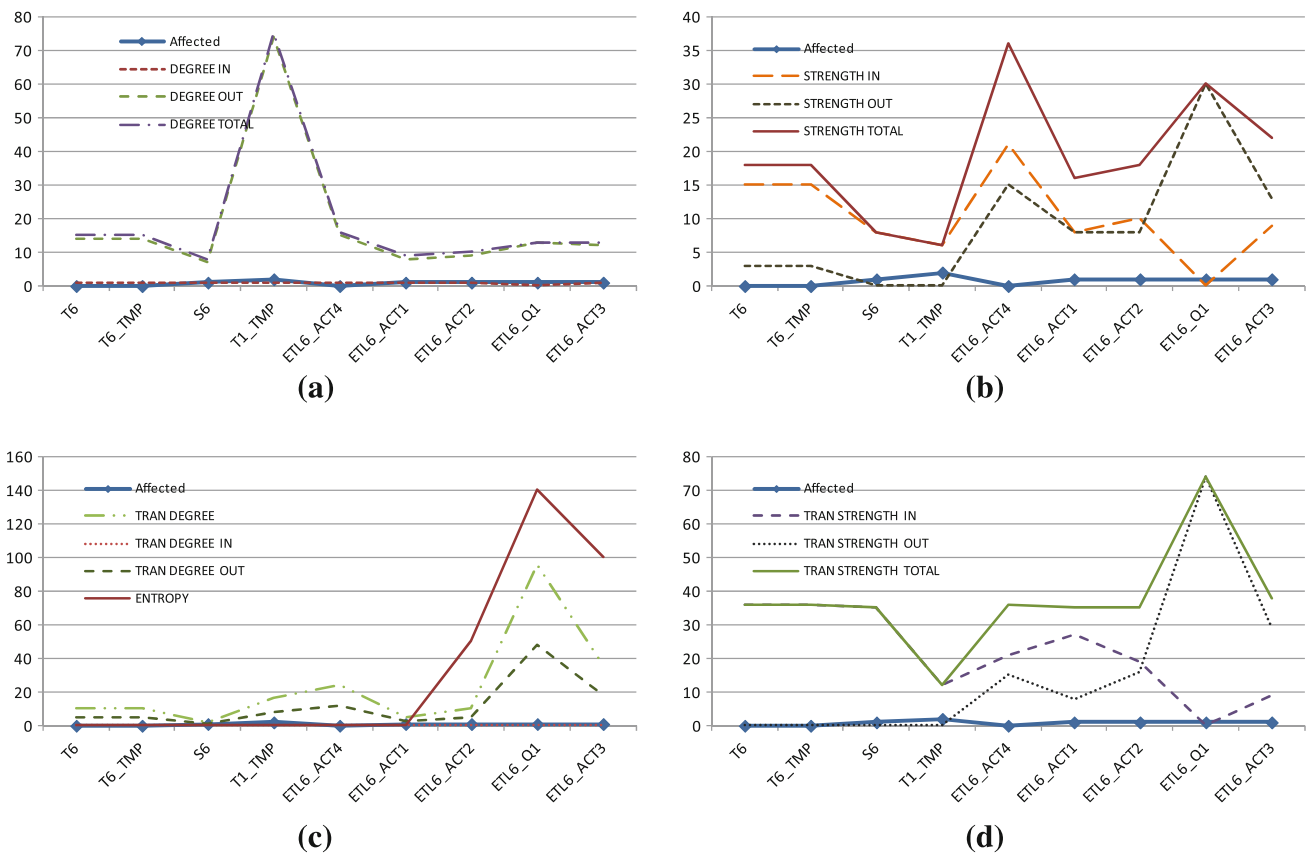 80
70
60
50
40
30
20
10
0
Affected
DEGREE IN
DEGREE OUT
DEGREE TOTAL
T6
T6_TMP
S6
T1_TMP
ETL6_ACT4
ETL6_ACT1
ETL6_ACT2
ETL6_Q1
ETL6_ACT3
(a)
40
35
30
25
20
15
10
5
0
Affected
STRENGTH IN
STRENGTH OUT
STRENGTH TOTAL
T6
T6_TMP
S6
T1_TMP
ETL6_ACT4
ETL6_ACT1
ETL6_ACT2
ETL6_Q1
ETL6_ACT3
(b)
160
140
120
100
80
60
40
20
0
Affected
TRAN DEGREE
TRAN DEGREE IN
TRAN DEGREE OUT
ENTROPY
T6
T6_TMP
S6
T1_TMP
ETL6_ACT4
ETL6_ACT1
ETL6_ACT2
ETL6_Q1
ETL6_ACT3
(c)
80
70
60
50
40
30
20
10
0
Affected
TRAN STRENGTH IN
TRAN STRENGTH OUT
TRAN STRENGTH TOTAL
T6
T6_TMP
S6
T1_TMP
ETL6_ACT4
ETL6_ACT1
ETL6_ACT2
ETL6_Q1
ETL6_ACT3
(d)